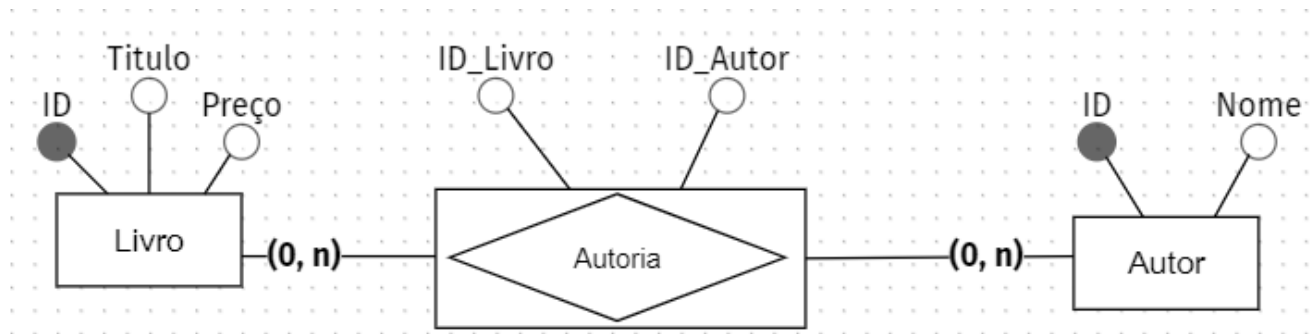 Titulo
ID_Livro
ID_Autor
ID
Preço
ID
Nome
Livro
(0, n)
Autoria
(0, n)
Autor